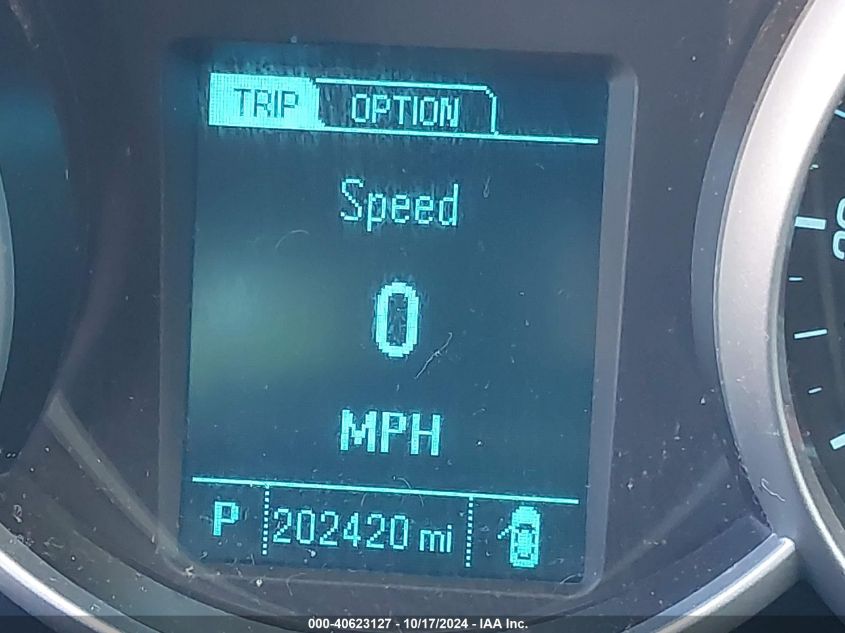 TRIP OPTION
Speed
0
MPH
P 202420 mi
000-40623127 - 10/17/2024 - IAA Inc.